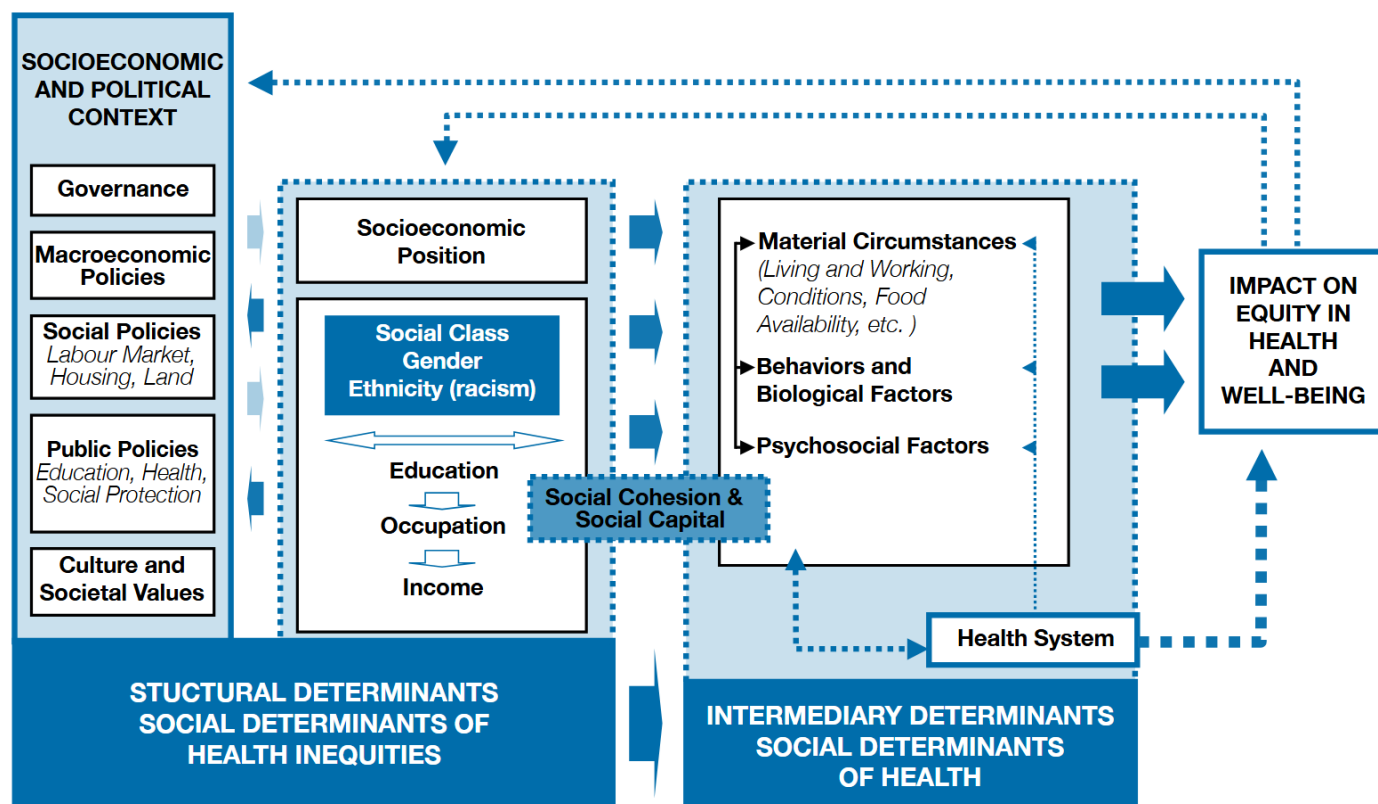 SOCIOECONOMIC
AND POLITICAL
CONTEXT
Governance
Macroeconomic
Policies
Social Policies
Labour Market,
Housing, Land
Public Policies
Education, Health,
Social Protection
Culture and
Societal Values
Socioeconomic
Position
Social Class
Gender
Ethnicity (racism)
Education
Occupation
Income
Social Cohesion &
Social Capital
Material Circumstances
(Living and Working,
Conditions, Food
Availability, etc. )
Behaviors and
Biological Factors
Psychosocial Factors
Health System
IMPACT ON
EQUITY IN
HEALTH
AND
WELL-BEING
STUCTURAL DETERMINANTS
SOCIAL DETERMINANTS OF
HEALTH INEQUITIES
INTERMEDIARY DETERMINANTS
SOCIAL DETERMINANTS
OF HEALTH